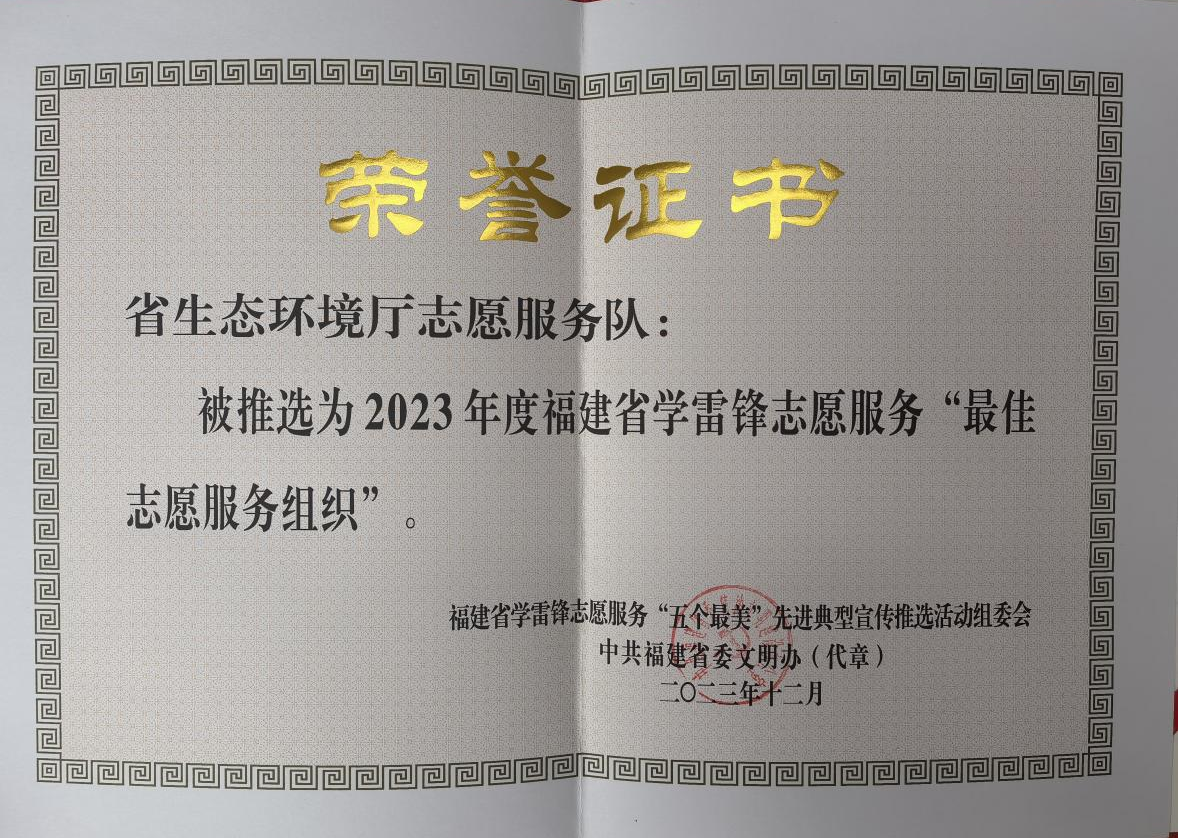 荣誉证书
省生态环境厅志愿服务队：
被推选为2023年度福建省学雷锋志愿服务“最佳
志愿服务组织”。
福建省学雷锋志愿服务“五个最美”先进典型宣传推选活动组委会
中共福建省委文明办（代章）
二〇二三年十二月